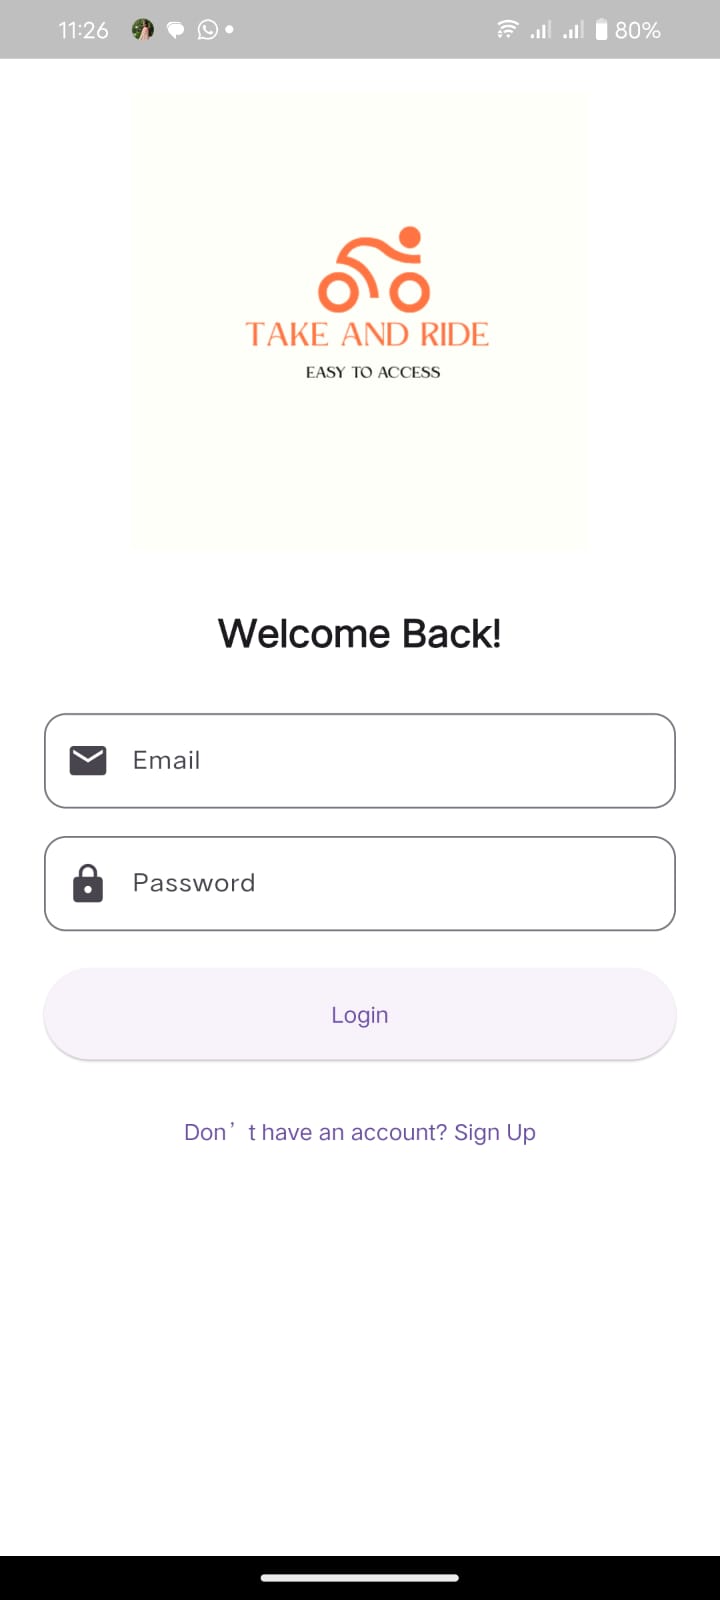 11:26
80%
TAKE AND RIDE
EASY TO ACCESS
Welcome Back!
Email
Password
Login
Don’t have an account? Sign Up